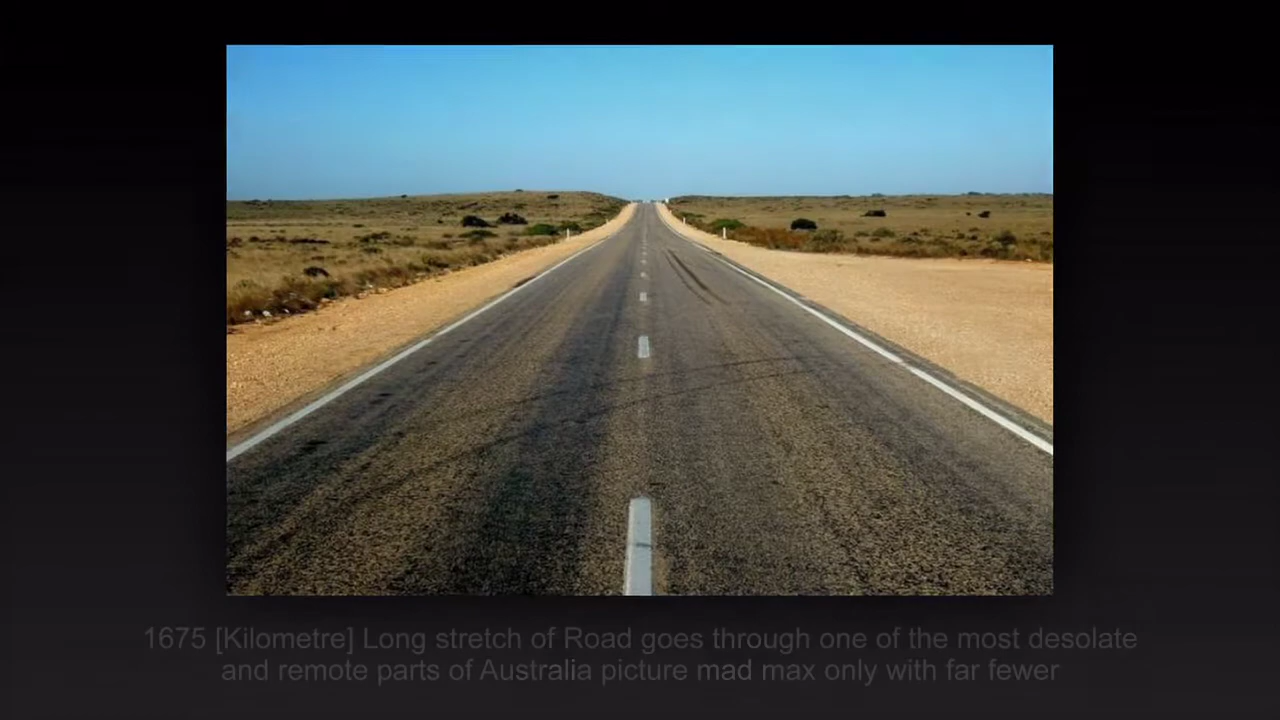 1675 [Kilometre] Long stretch of Road goes through one of the most desolate
and remote parts of Australia picture mad max only with far fewer